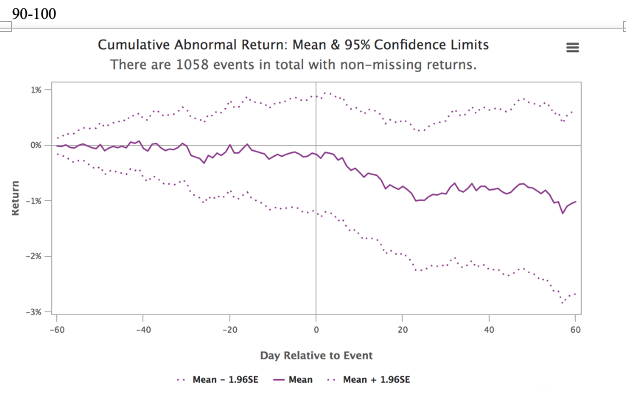 90-100
Cumulative Abnormal Return: Mean & 95% Confidence Limits
There are 1058 events in total with non-missing returns.
1%
0%
-1%
-2%
-3%
Return
-60 -40 -20 0 20 40 60
Day Relative to Event
Mean - 1.96SE Mean Mean + 1.96SE